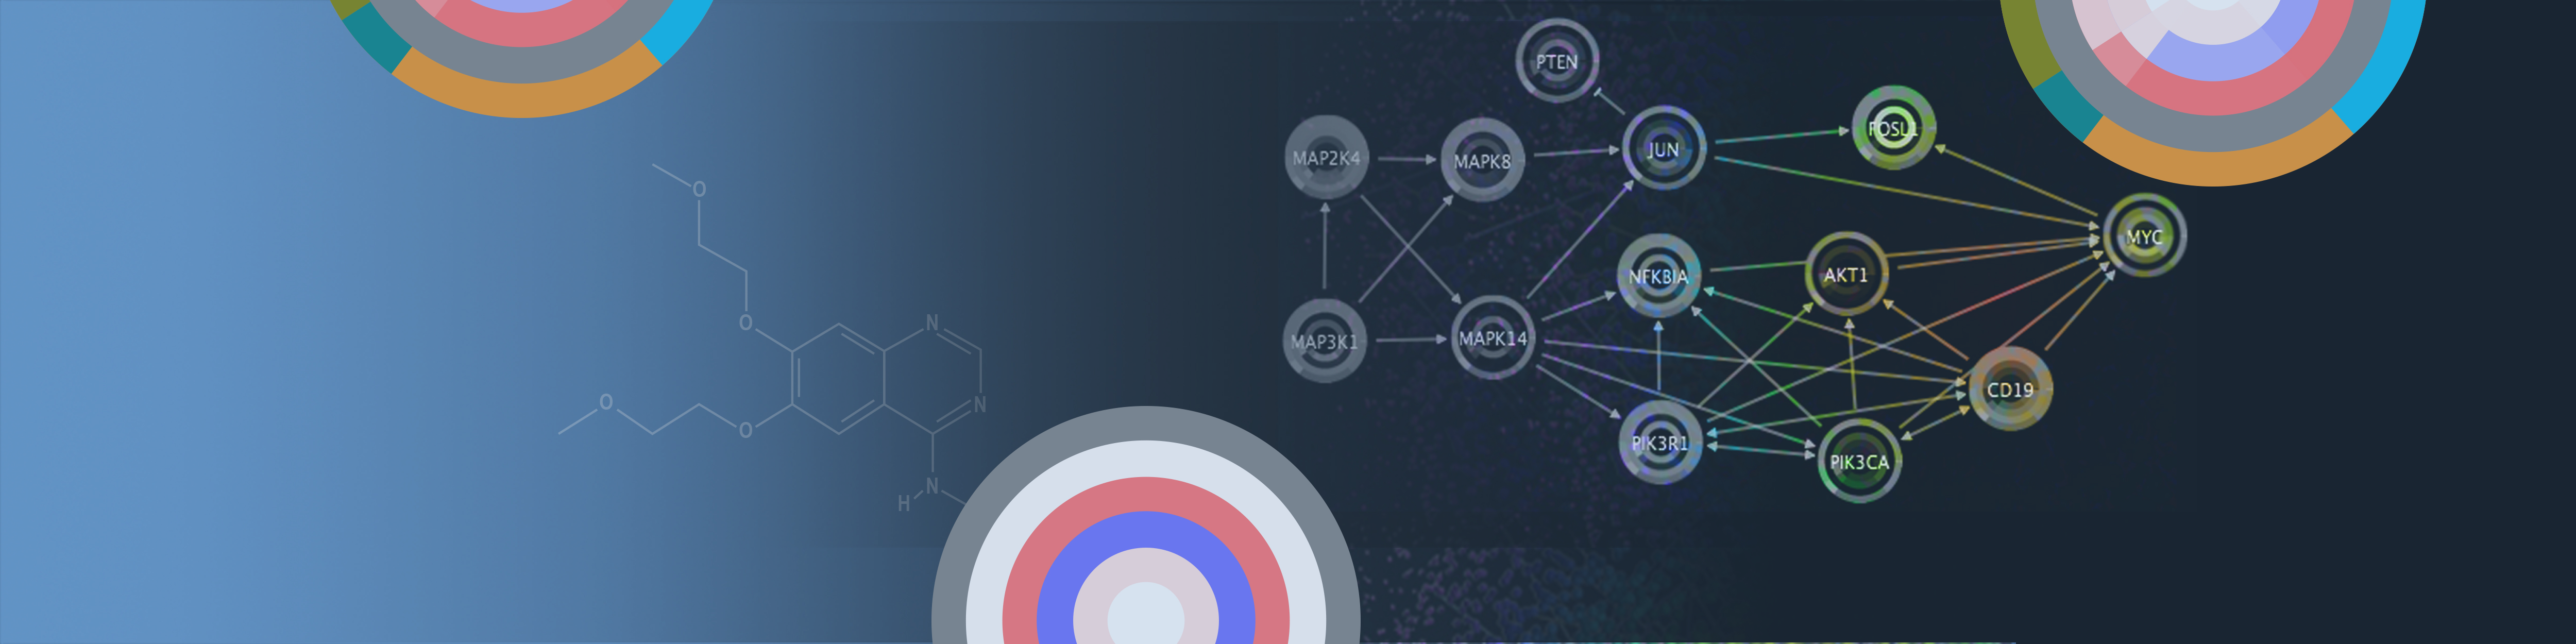 PTEN
MAP2K4
MAPK8
JUN
FOSL1
MYC
NFKBIA
AKT1
MAP3K1
MAPK14
CD19
PIK3R1
PIK3CA
O
O
N
N
O
O
N
H